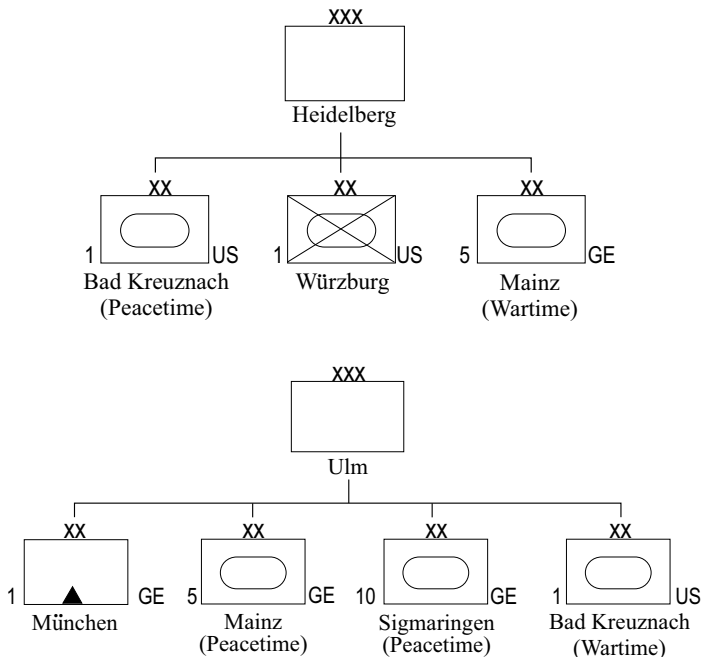 XXX
Heidelberg
XX XX XX
1 US 1 US 5 GE
Bad Kreuznach Würzburg Mainz
(Peacetime) (Wartime)
XXX
Ulm
XX XX XX XX
1 GE 5 GE 10 GE 1 US
München Mainz Sigmaringen Bad Kreuznach
(Peacetime) (Peacetime) (Wartime)